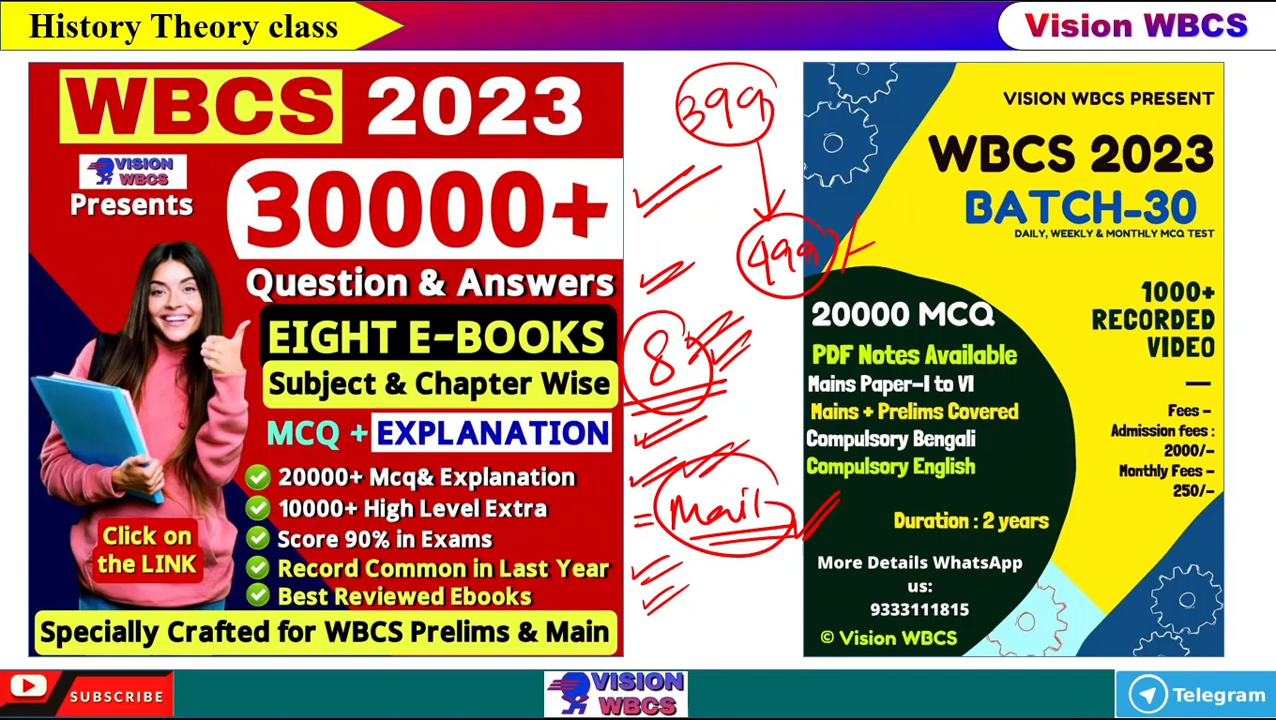 History Theory class
Vision WBCS
WBCS 2023
VISION
WBCS
Presents
30000+
Question & Answers
EIGHT E-BOOKS
Subject & Chapter Wise
MCQ + EXPLANATION
20000+ Mcq& Explanation
10000+ High Level Extra
Score 90% in Exams
Record Common in Last Year
Best Reviewed Ebooks
Click on
the LINK
Specially Crafted for WBCS Prelims & Main
399
499/-
8
Mail
VISION WBCS PRESENT
WBCS 2023
BATCH-30
DAILY, WEEKLY & MONTHLY MCQ TEST
20000 MCQ
PDF Notes Available
Mains Paper-I to VI
Mains + Prelims Covered
Compulsory Bengali
Compulsory English
Duration : 2 years
1000+
RECORDED
VIDEO
Fees -
Admission fees :
2000/-
Monthly Fees -
250/-
More Details WhatsApp
us:
9333111815
© Vision WBCS
SUBSCRIBE
VISION
WBCS
Telegram